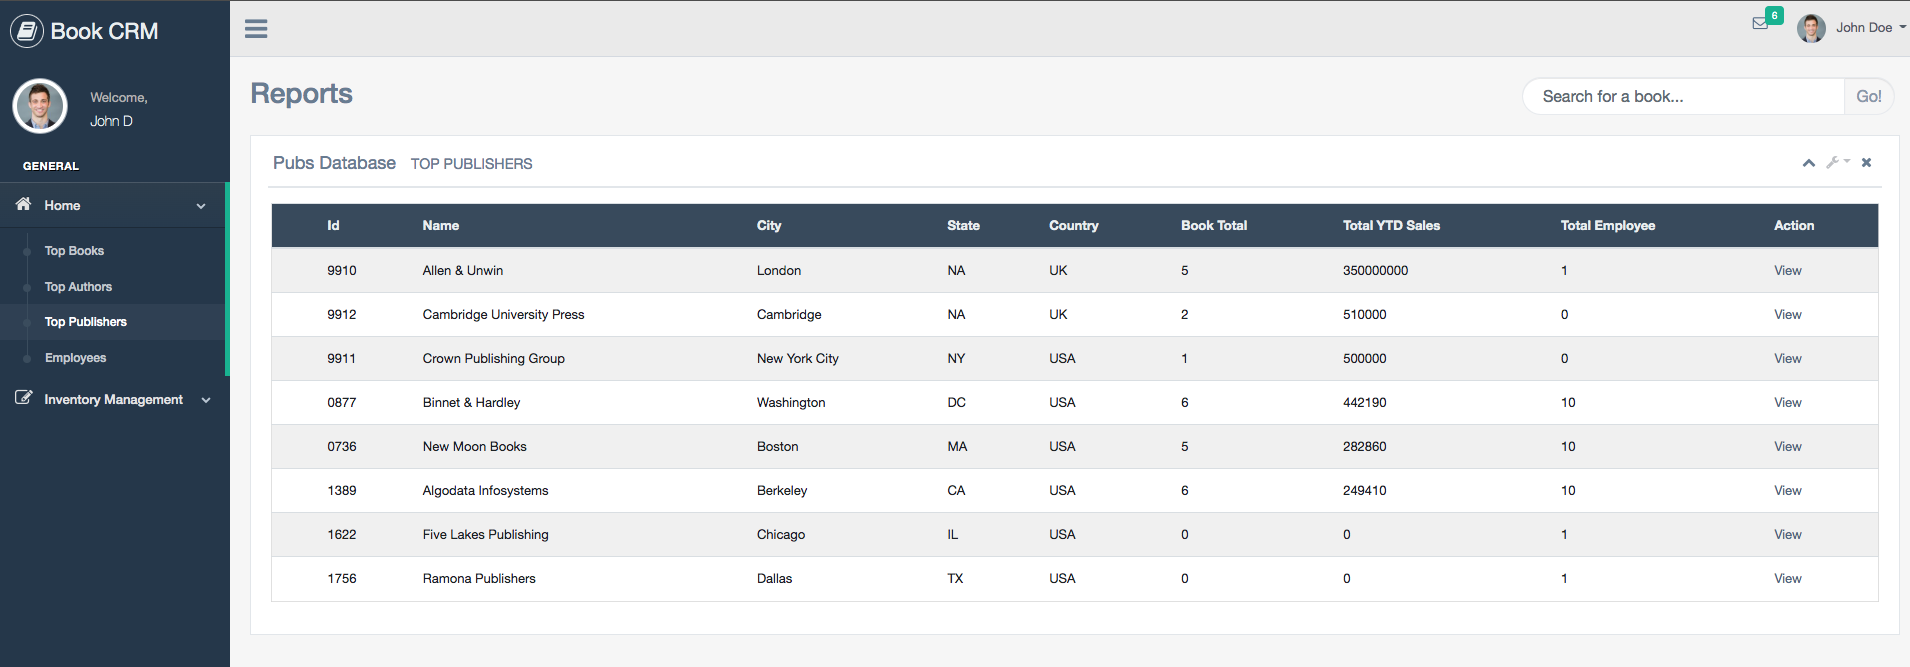 Book CRM
6
John Doe
Welcome,
John D
Reports
Search for a book...
Go!
GENERAL
Home
Top Books
Top Authors
Top Publishers
Employees
Inventory Management
Pubs Database TOP PUBLISHERS
Id Name City State Country Book Total Total YTD Sales Total Employee Action
9910 Allen & Unwin London NA UK 5 350000000 1 View
9912 Cambridge University Press Cambridge NA UK 2 510000 0 View
9911 Crown Publishing Group New York City NY USA 1 500000 0 View
0877 Binnet & Hardley Washington DC USA 6 442190 10 View
0736 New Moon Books Boston MA USA 5 282860 10 View
1389 Algodata Infosystems Berkeley CA USA 6 249410 10 View
1622 Five Lakes Publishing Chicago IL USA 0 0 1 View
1756 Ramona Publishers Dallas TX USA 0 0 1 View